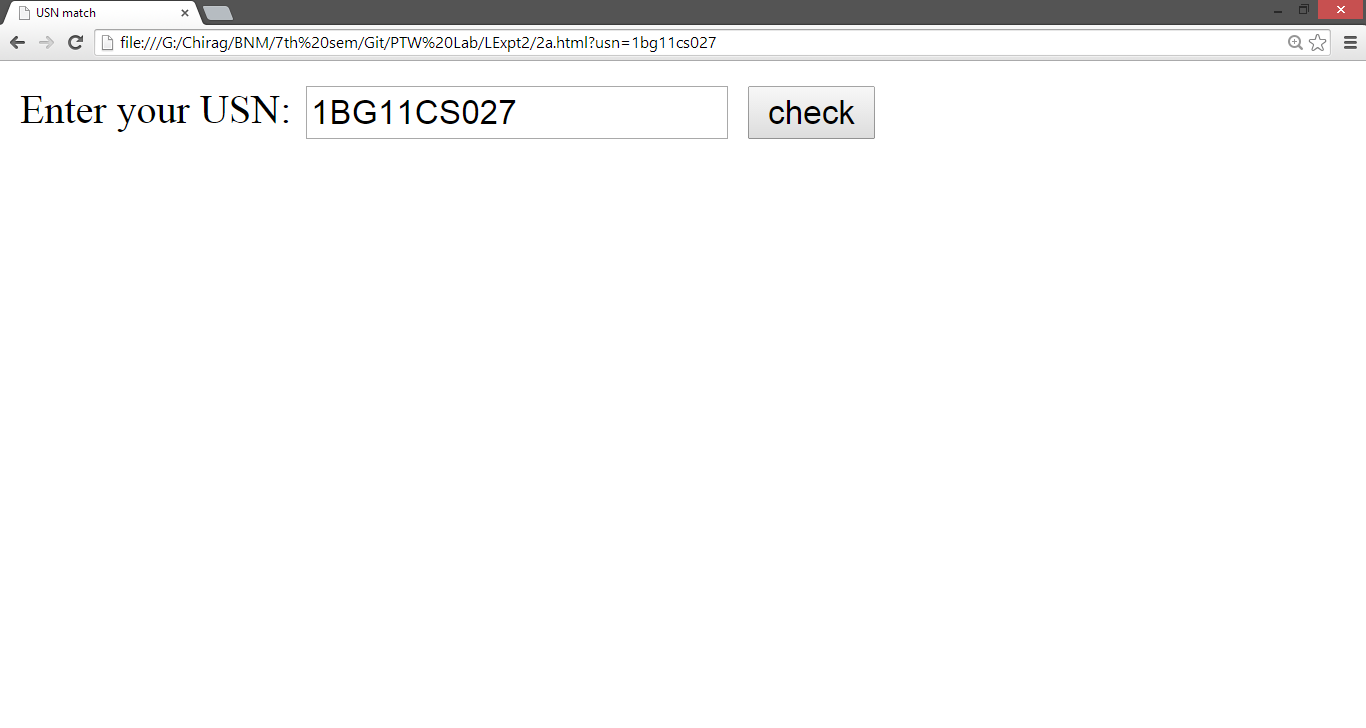 USN match
file:///G:/Chirag/BNM/7th%20sem/Git/PTW%20Lab/LExpt2/2a.html?usn=1bg11cs027
Enter your USN: 1BG11CS027 check